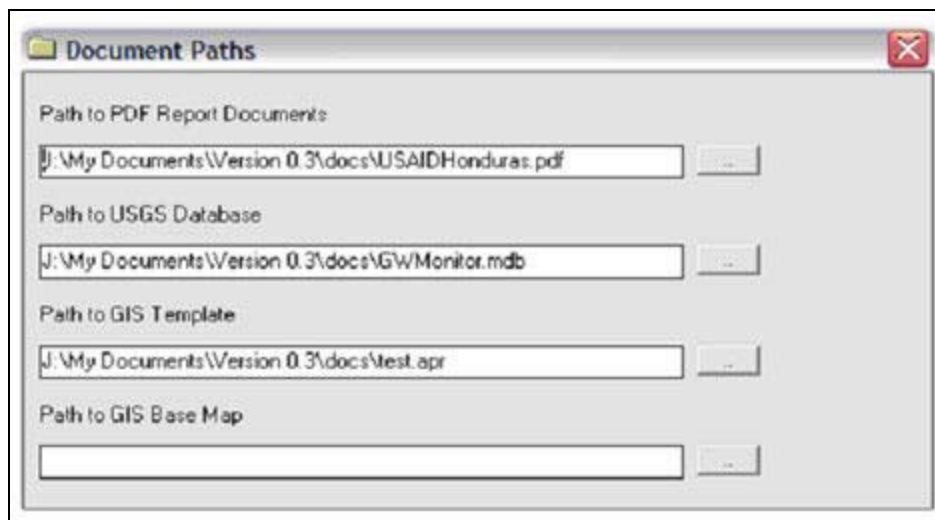 Document Paths
Path to PDF Report Documents
J:\My Documents\Version 0.3\docs\USAIDHonduras.pdf
..
Path to USGS Database
J:\My Documents\Version 0.3\docs\GWMonitor.mdb
..
Path to GIS Template
J:\My Documents\Version 0.3\docs\test.apr
..
Path to GIS Base Map
..